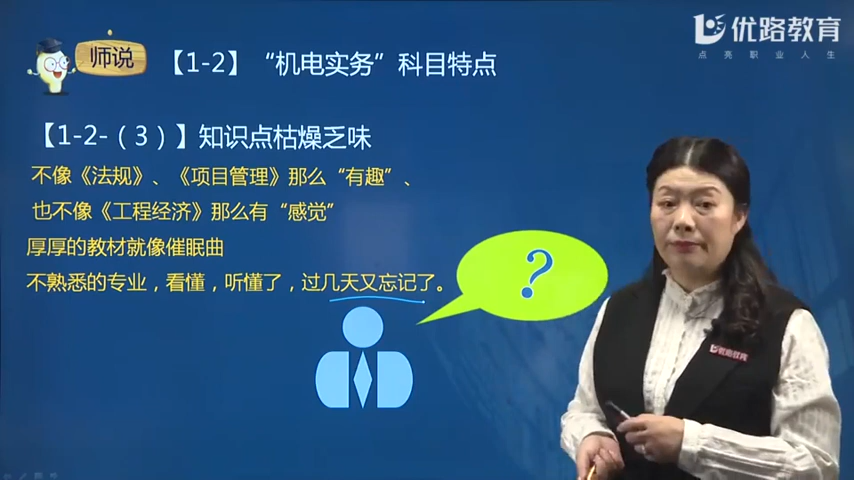 师说
【1-2】“机电实务”科目特点
优路教育
点亮职业人生
【1-2-（3）】知识点枯燥乏味
不像《法规》、《项目管理》那么“有趣”、
也不像《工程经济》那么有“感觉”
厚厚的教材就像催眠曲
不熟悉的专业，看懂，听懂了，过几天又忘记了。
?
优路教育